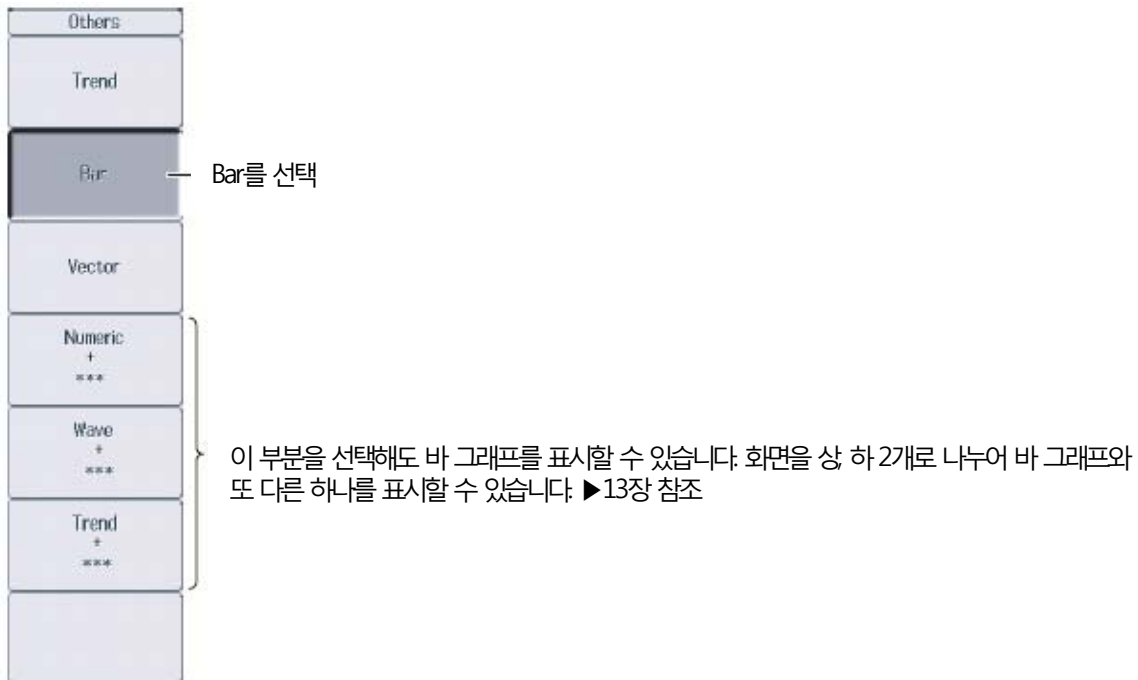 Others
Trend
Bar
Bar를 선택
Vector
Numeric
+
***
Wave
+
***
Trend
+
***
이 부분을 선택해도 바 그래프를 표시할 수 있습니다. 화면을 상, 하 2개로 나누어 바 그래프와
또 다른 하나를 표시할 수 있습니다. ▶13장 참조